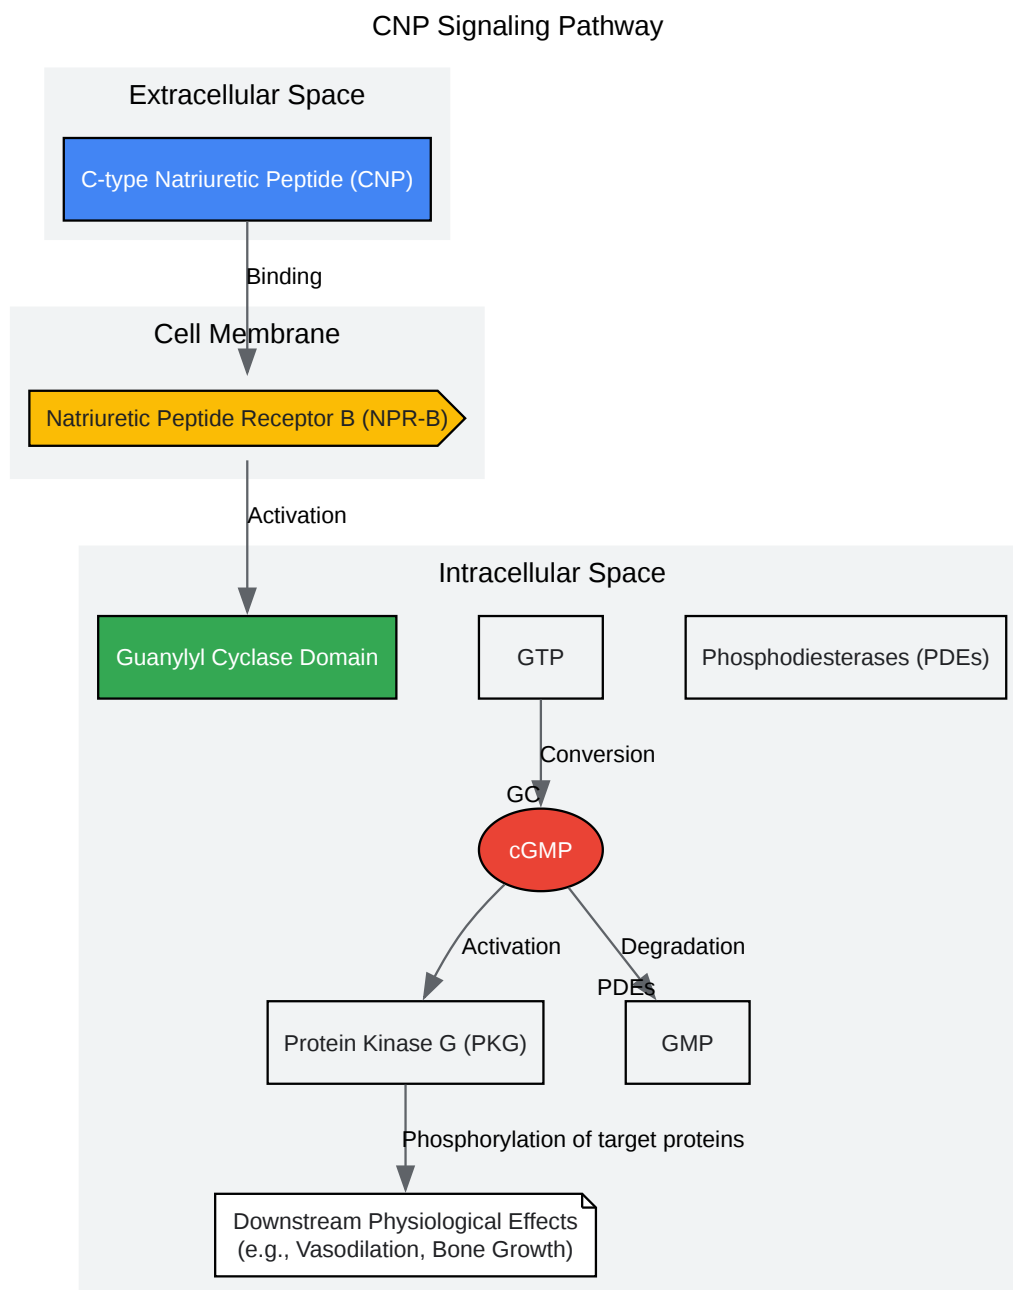 CNP Signaling Pathway
Extracellular Space
C-type Natriuretic Peptide (CNP)
Binding
Cell Membrane
Natriuretic Peptide Receptor B (NPR-B)
Activation
Intracellular Space
Guanylyl Cyclase Domain
GTP
Phosphodiesterases (PDEs)
Conversion
GC
cGMP
Activation
Degradation
PDEs
Protein Kinase G (PKG)
GMP
Phosphorylation of target proteins
Downstream Physiological Effects
(e.g., Vasodilation, Bone Growth)